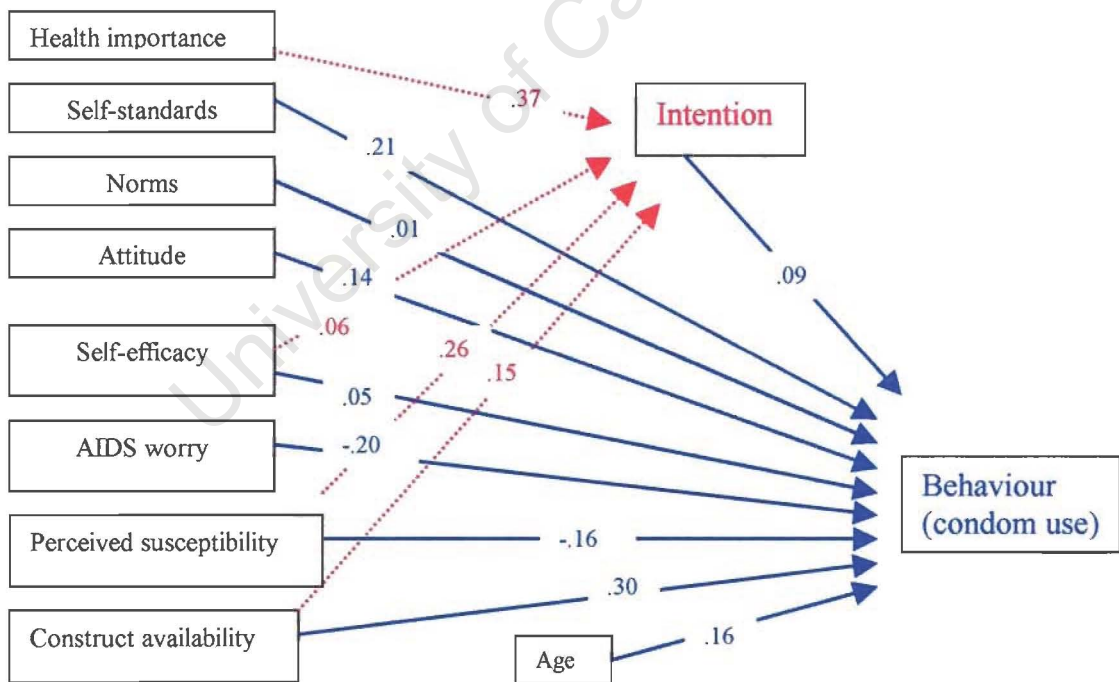 Health importance
.37
Self-standards
Intention
.21
Norms
.01
Attitude
.14
.09
.06
Self-efficacy
.26
.15
.05
AIDS worry
-.20
Behaviour
(condom use)
Perceived susceptibility
-.16
.30
Construct availability
Age
.16
University of Ca